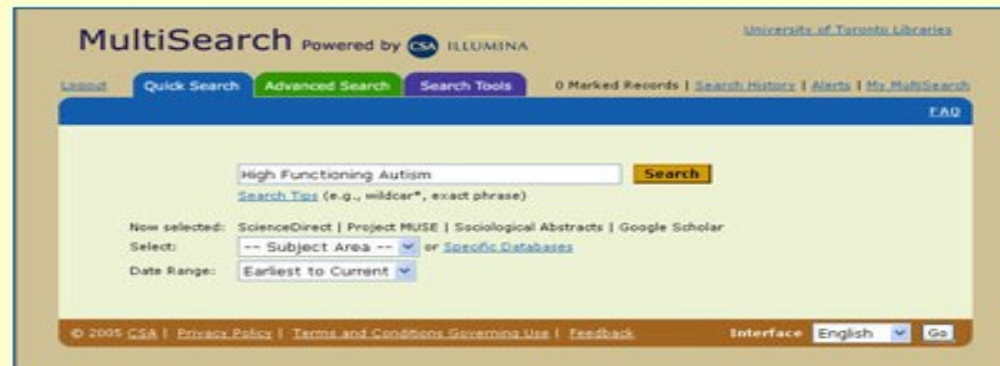 MultiSearch Powered by CSA ILLUMINA
University of Toronto Libraries
Logout Quick Search Advanced Search Search Tools 0 Marked Records | Search History | Alerts | My MultiSearch
FAQ
High Functioning Autism Search
Search Tips (e.g., wildcar*, exact phrase)
Now selected: ScienceDirect | Project MUSE | Sociological Abstracts | Google Scholar
Select: -- Subject Area -- or Specific Databases
Date Range: Earliest to Current
© 2005 CSA | Privacy Policy | Terms and Conditions Governing Use | Feedback Interface English Go